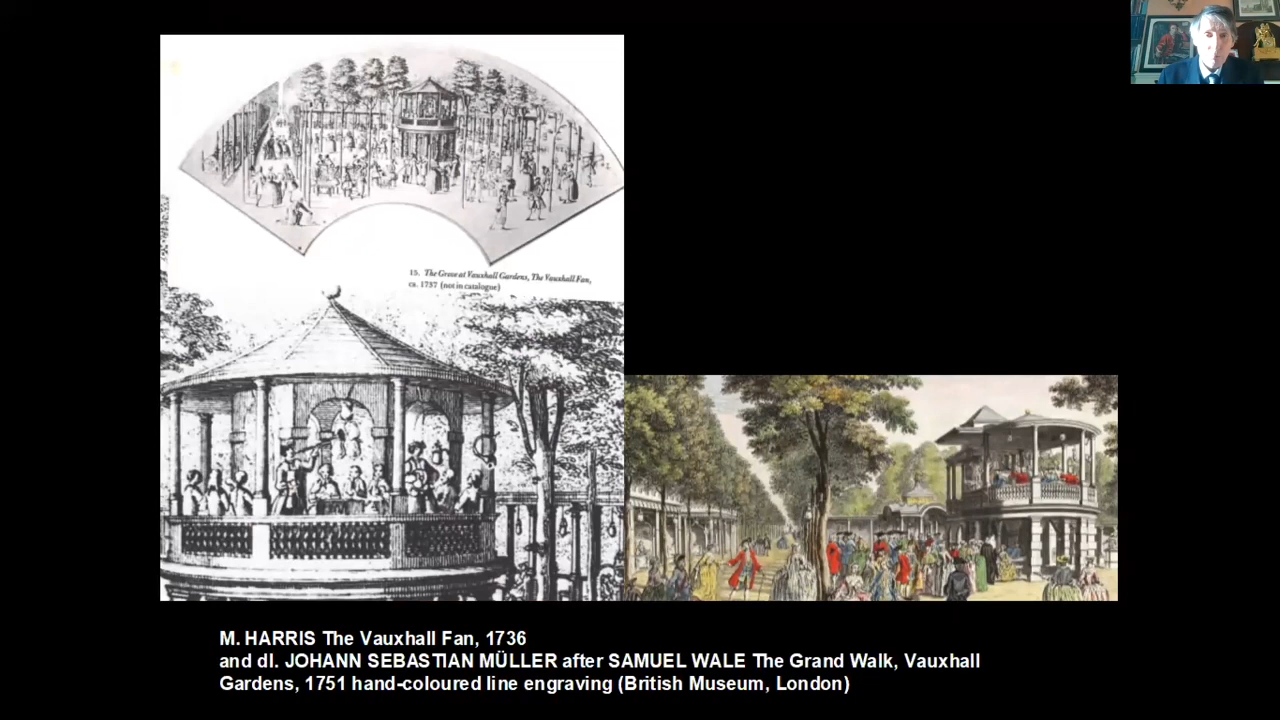 15. The Grove at Vauxhall Gardens, The Vauxhall Fan,
ca. 1737 (not in catalogue)
M. HARRIS The Vauxhall Fan, 1736
and dl. JOHANN SEBASTIAN MÜLLER after SAMUEL WALE The Grand Walk, Vauxhall
Gardens, 1751 hand-coloured line engraving (British Museum, London)